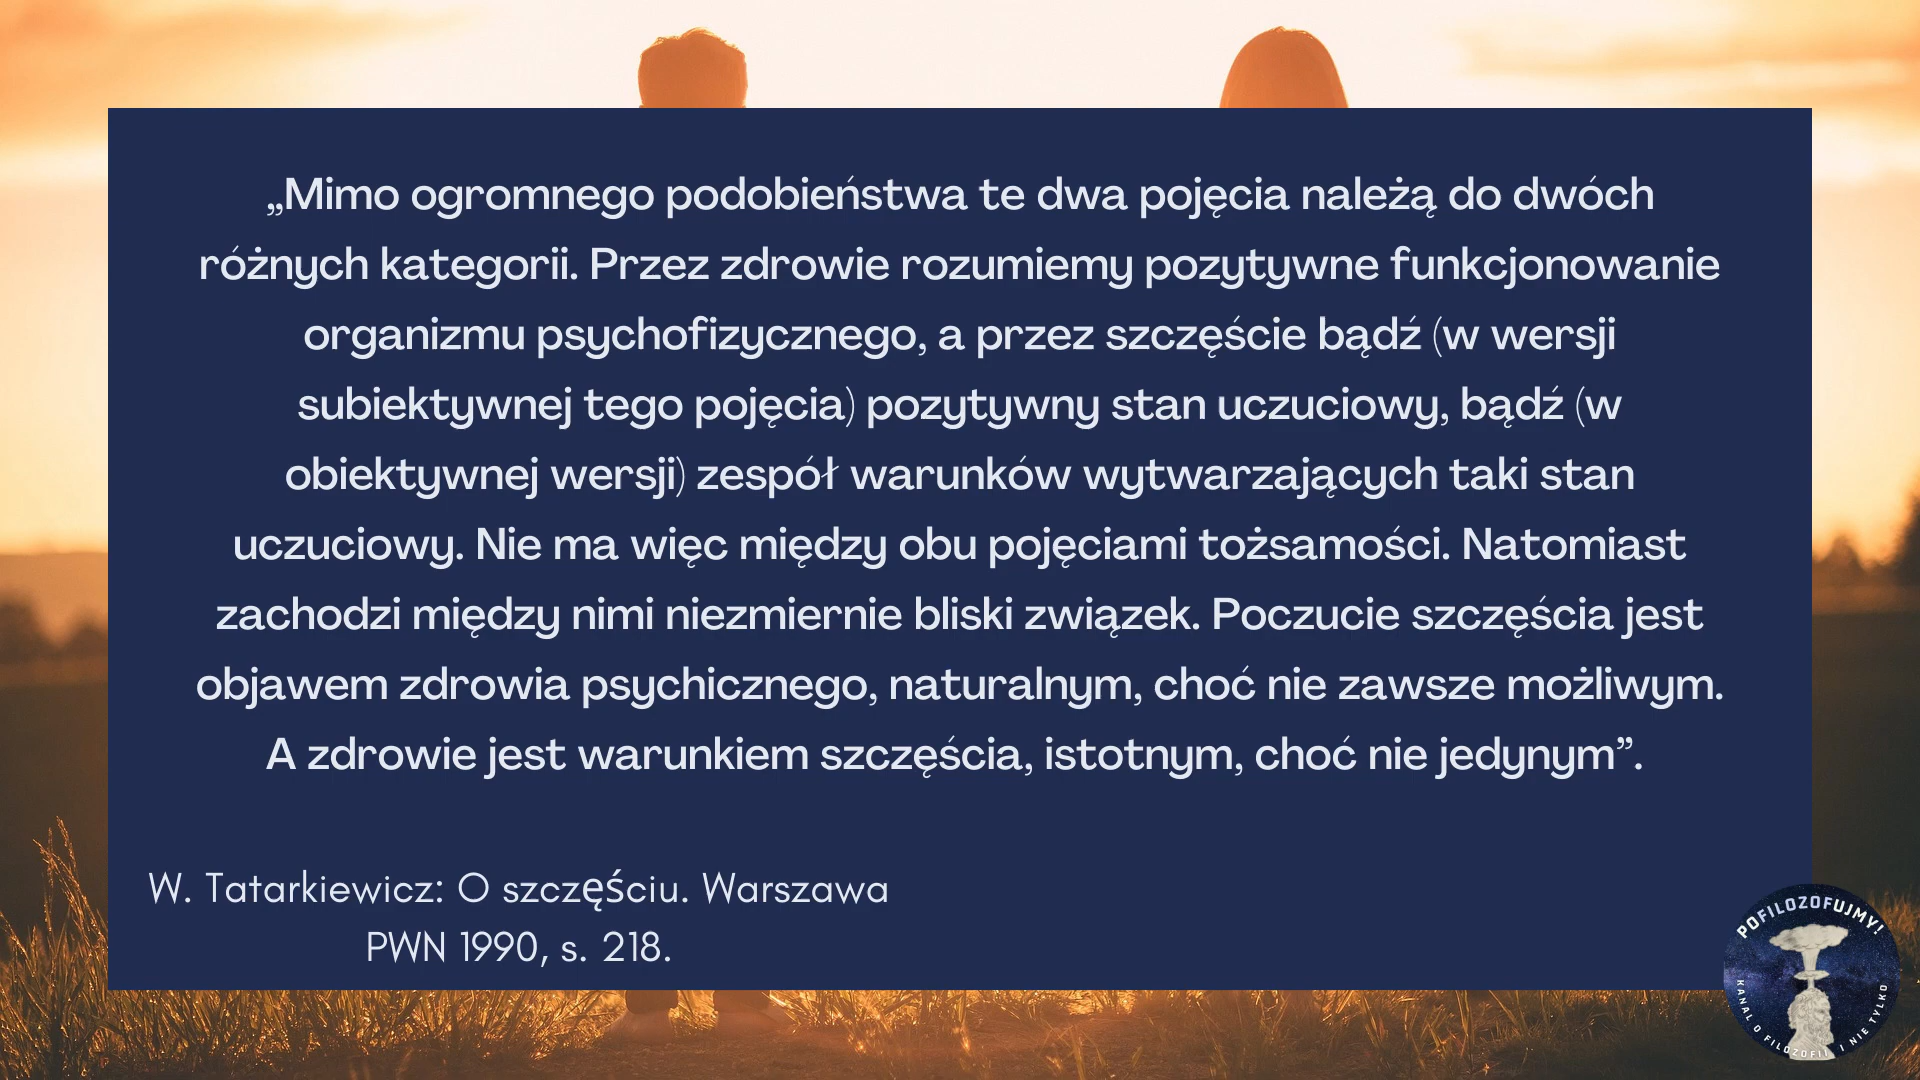 „Mimo ogromnego podobieństwa te dwa pojęcia należą do dwóch
różnych kategorii. Przez zdrowie rozumiemy pozytywne funkcjonowanie
organizmu psychofizycznego, a przez szczęście bądź (w wersji
subiektywnej tego pojęcia) pozytywny stan uczuciowy, bądź (w
obiektywnej wersji) zespół warunków wytwarzających taki stan
uczuciowy. Nie ma więc między obu pojęciami tożsamości. Natomiast
zachodzi między nimi niezmiernie bliski związek. Poczucie szczęścia jest
objawem zdrowia psychicznego, naturalnym, choć nie zawsze możliwym.
A zdrowie jest warunkiem szczęścia, istotnym, choć nie jedynym”.
W. Tatarkiewicz: O szczęściu. Warszawa
PWN 1990, s. 218.
POFILOZOFUJMY!
KANAŁ O FILOZOFII I NIE TYLKO